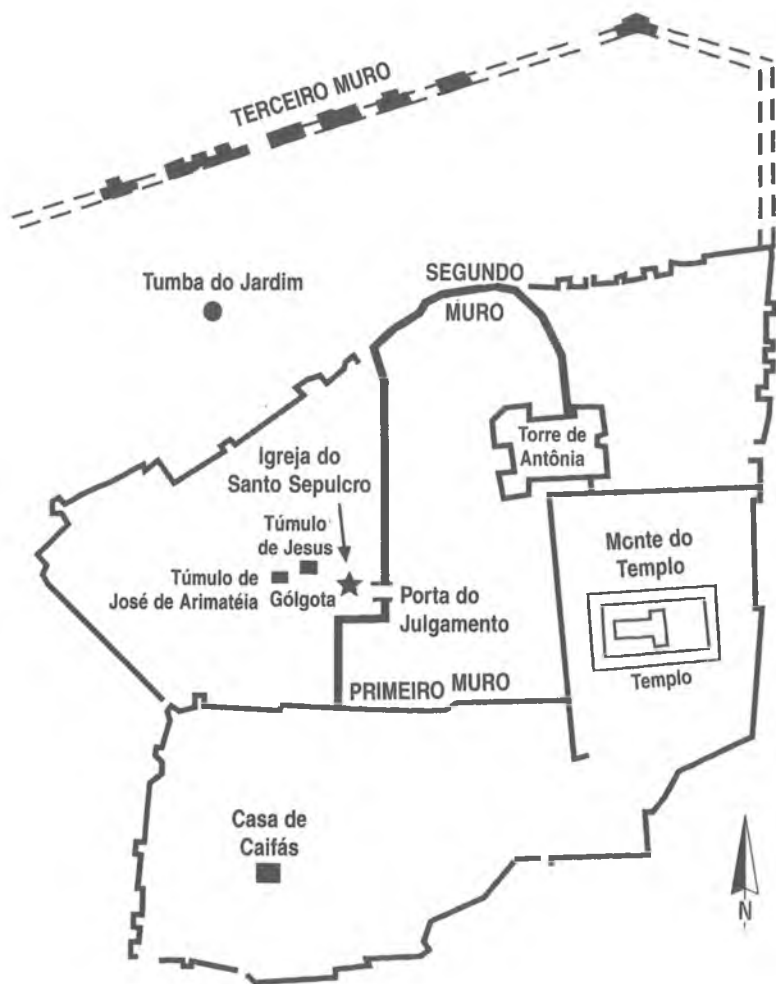 TERCEIRO MURO
Tumba do Jardim
SEGUNDO
MURO
Torre de
Antônia
Igreja do
Santo Sepulcro
Túmulo
de Jesus
Túmulo de
José de Arimatéia
Gólgota
Porta do
Julgamento
Monte do
Templo
Templo
PRIMEIRO MURO
Casa de
Caifás
N